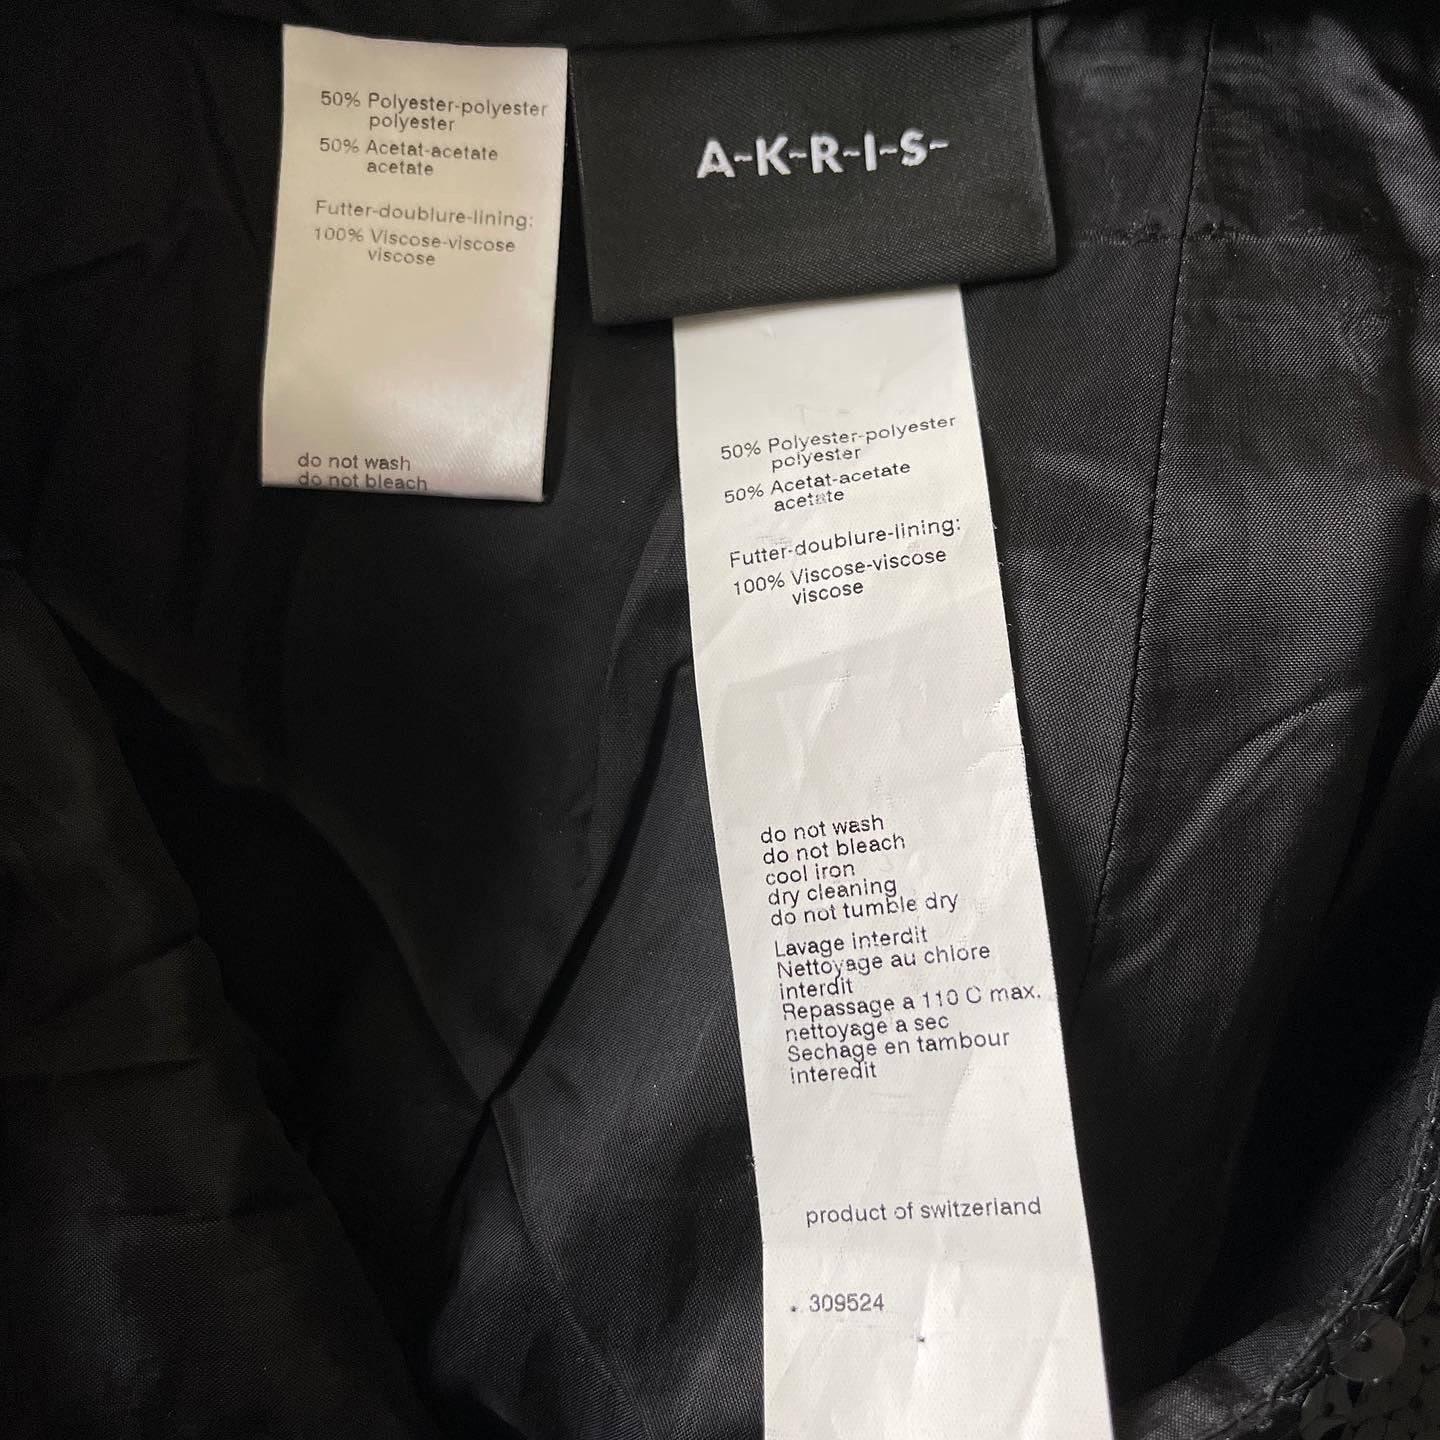 50% Polyester-polyester
polyester
50% Acetat-acetate
acetate
Futter-doublure-lining:
100% Viscose-viscose
viscose
do not wash
do not bleach
A-K-R-I-S-
50% Polyester-polyester
polyester
50% Acetat-acetate
acetate
Futter-doublure-lining:
100% Viscose-viscose
viscose
do not wash
do not bleach
cool iron
dry cleaning
do not tumble dry
Lavage interdit
Nettoyage au chlore
interdit
Repassage a 110 C max.
nettoyage a sec
Sechage en tambour
interedit
product of switzerland
309524